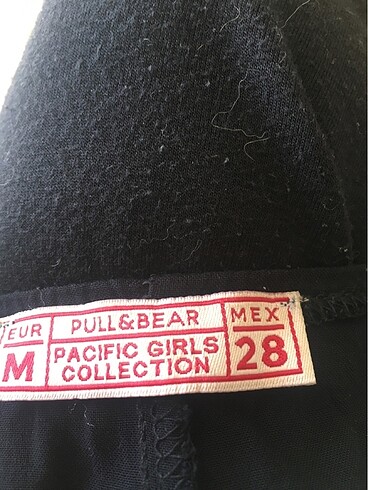 EUR
M
PULL&BEAR
PACIFIC GIRLS
COLLECTION
MEX
28